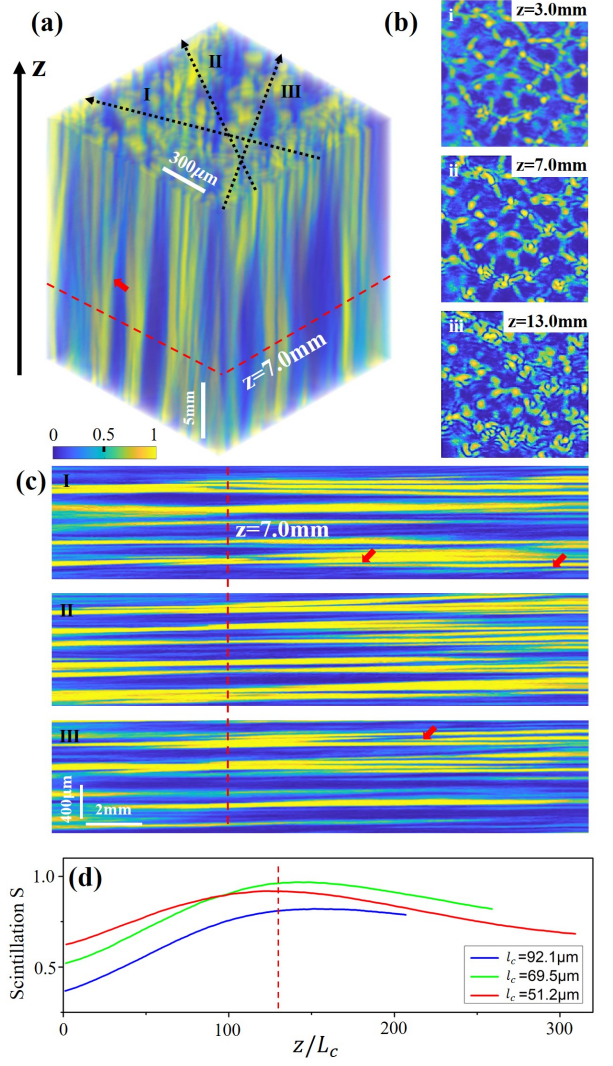 (a)
(b)
z
I
II
III
300μm
z=7.0mm
5mm
0 0.5 1
i
z=3.0mm
ii
z=7.0mm
iii
z=13.0mm
(c)
I
z=7.0mm
II
III
400μm
2mm
(d)
Scintillation S
1.0
0.5
l_c=92.1μm
l_c=69.5μm
l_c=51.2μm
0 100 200 300
z/L_c